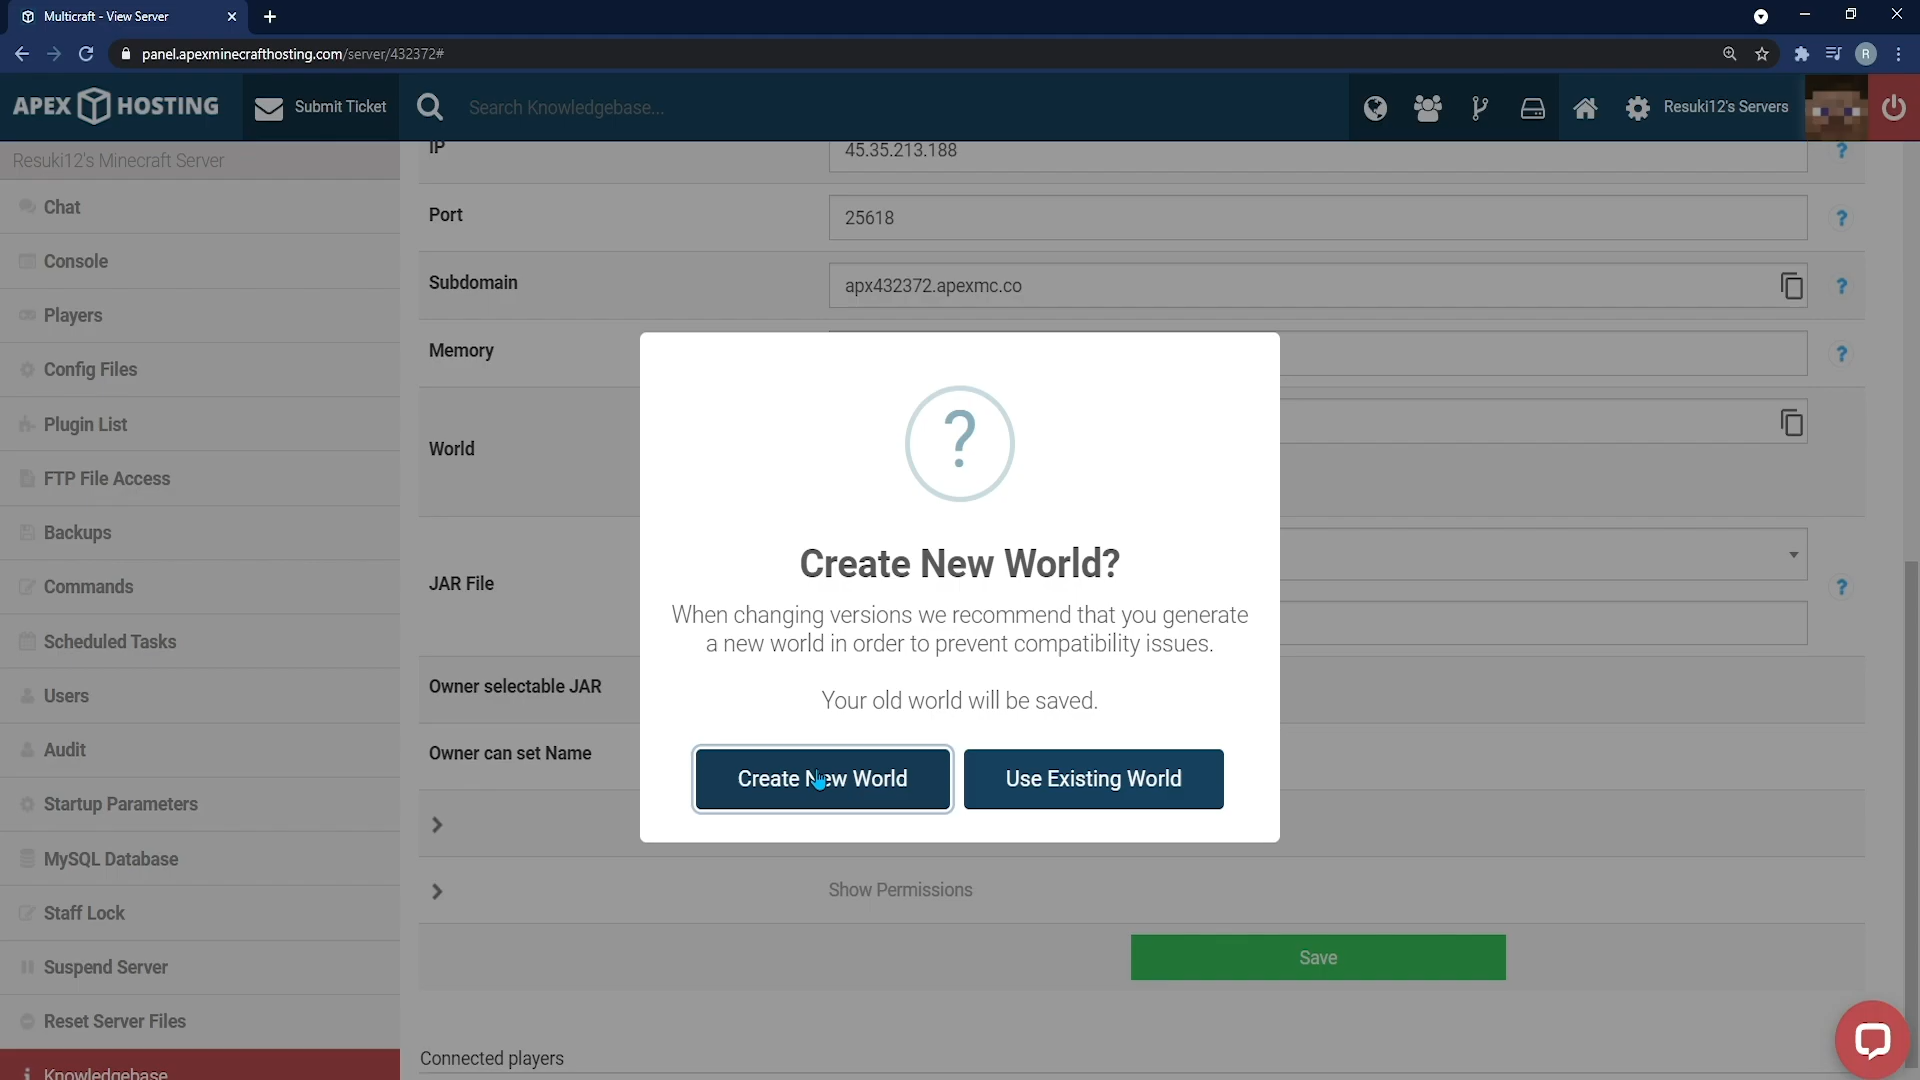 Multicraft - View Server
panel.apexminecrafthosting.com/server/432372#
R
APEX HOSTING
Submit Ticket
Search Knowledgebase...
Resuki12's Servers
Resuki12's Minecraft Server
Chat
Console
Players
Config Files
Plugin List
FTP File Access
Backups
Commands
Scheduled Tasks
Users
Audit
Startup Parameters
MySQL Database
Staff Lock
Suspend Server
Reset Server Files
Knowledgebase
IP
45.35.213.188
?
Port
25618
?
Subdomain
apx432372.apexmc.co
?
Memory
?
World
JAR File
?
Owner selectable JAR
Owner can set Name
Show Permissions
Save
Connected players
?
Create New World?
When changing versions we recommend that you generate
a new world in order to prevent compatibility issues.
Your old world will be saved.
Create New World
Use Existing World